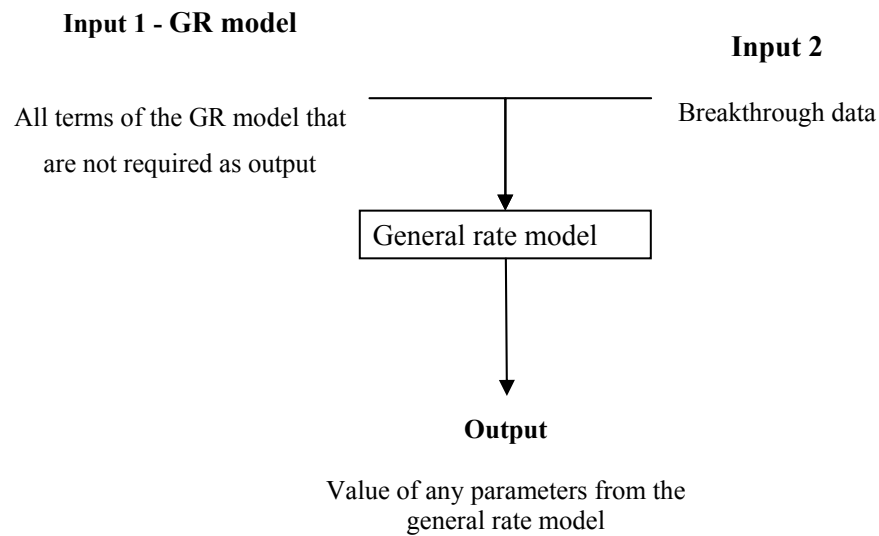 Input 1 - GR model
Input 2
All terms of the GR model that
are not required as output
Breakthrough data
General rate model
Output
Value of any parameters from the
general rate model